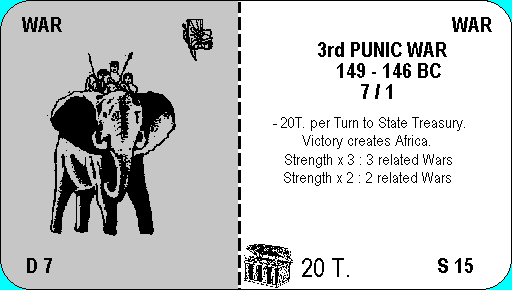 WAR
D 7
WAR
3rd PUNIC WAR
149 - 146 BC
7 / 1
- 20T. per Turn to State Treasury.
Victory creates Africa.
Strength x 3 : 3 related Wars
Strength x 2 : 2 related Wars
20 T.
S 15